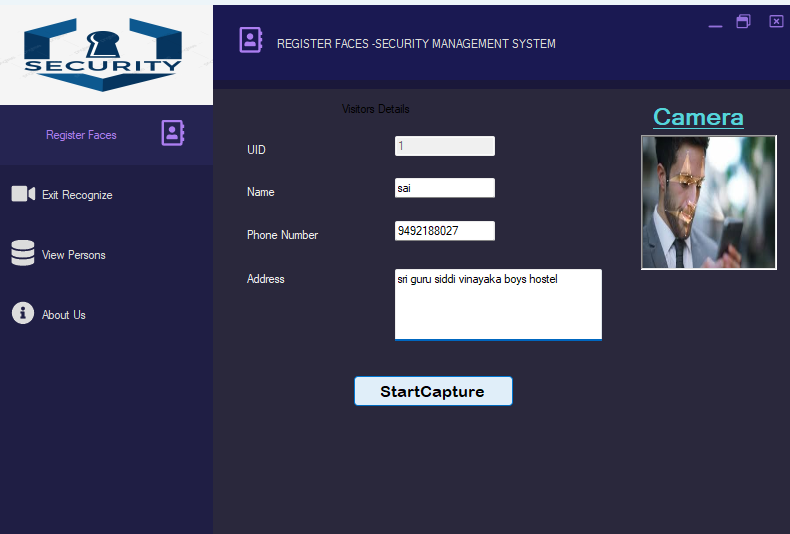 SECURITY
REGISTER FACES -SECURITY MANAGEMENT SYSTEM
Register Faces
Exit Recognize
View Persons
About Us
Visitors Details
UID 1
Name sai
Phone Number 9492188027
Address sri guru siddi vinayaka boys hostel
StartCapture
Camera